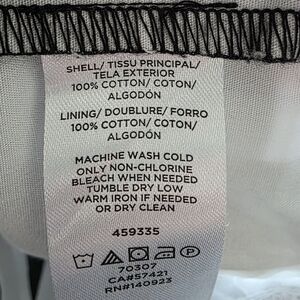 SHELL/ TISSU PRINCIPAL/
TELA EXTERIOR
100% COTTON/ COTON/
ALGODÓN
LINING/ DOUBLURE/ FORRO
100% COTTON/ COTON/
ALGODÓN
MACHINE WASH COLD
ONLY NON-CHLORINE
BLEACH WHEN NEEDED
TUMBLE DRY LOW
WARM IRON IF NEEDED
OR DRY CLEAN
459335
70307
CA#57421
RN#140923